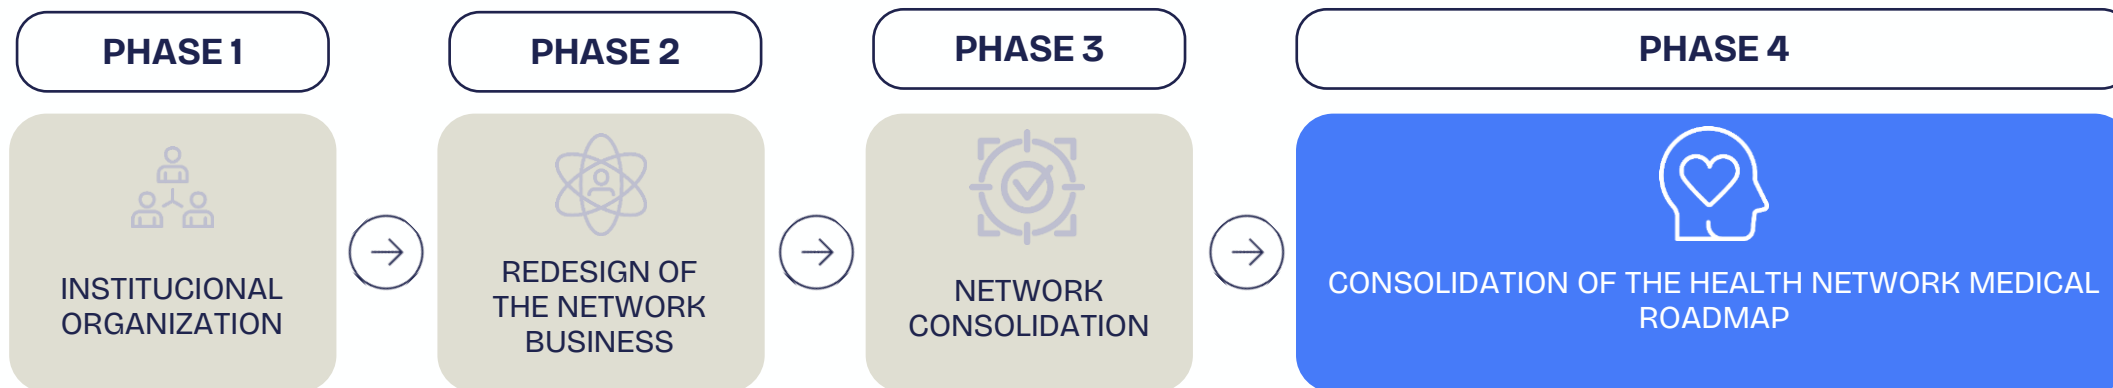 PHASE 1
INSTITUCIONAL
ORGANIZATION
PHASE 2
REDESIGN OF
THE NETWORK
BUSINESS
PHASE 3
NETWORK
CONSOLIDATION
PHASE 4
CONSOLIDATION OF THE HEALTH NETWORK MEDICAL
ROADMAP